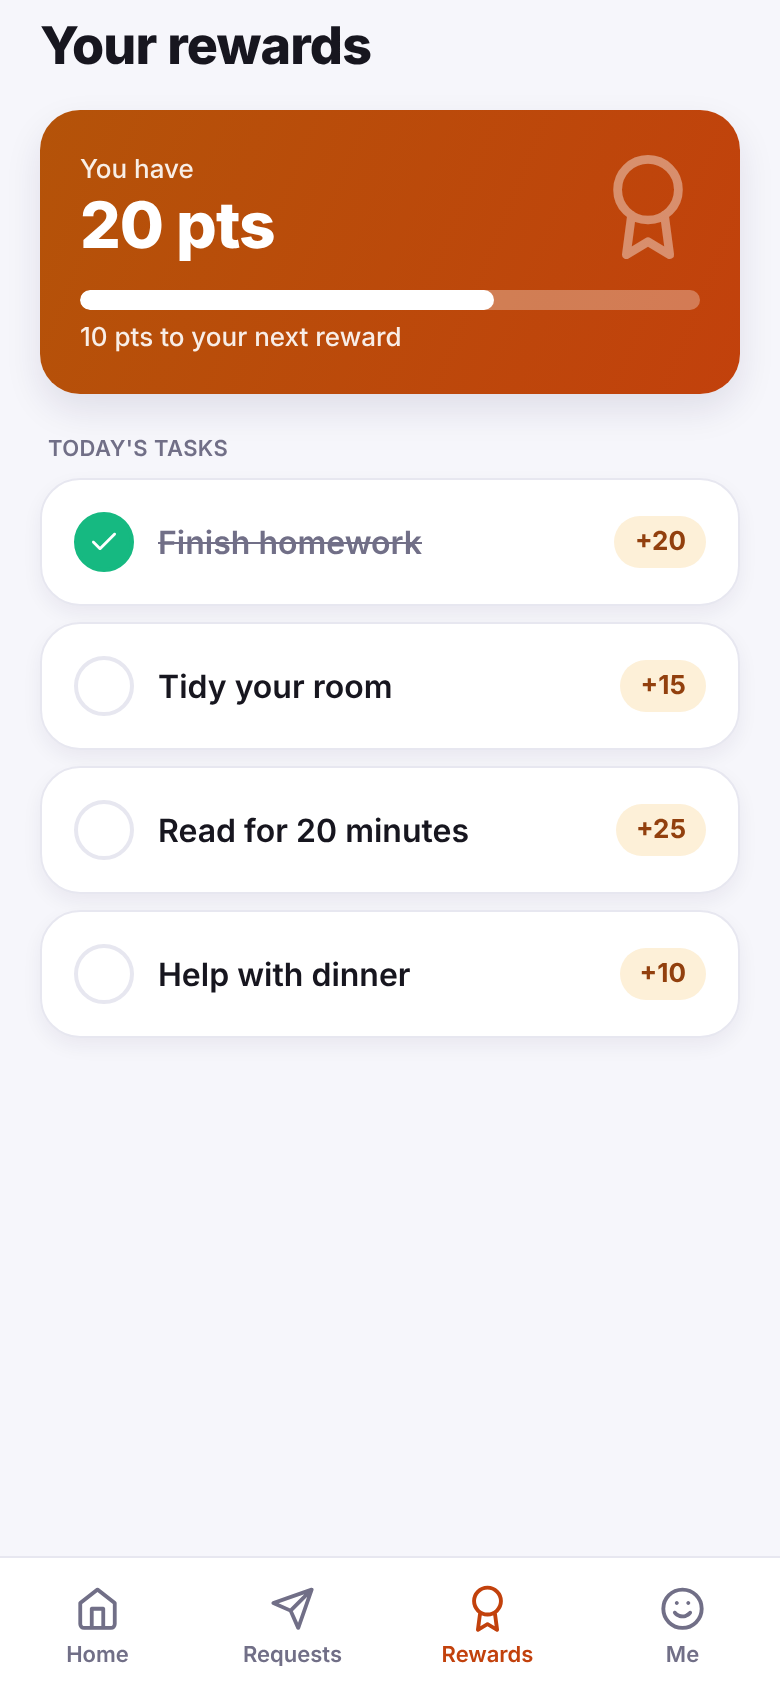 Your rewards
You have
20 pts
10 pts to your next reward
TODAY'S TASKS
Finish homework +20
Tidy your room +15
Read for 20 minutes +25
Help with dinner +10
Home Requests Rewards Me